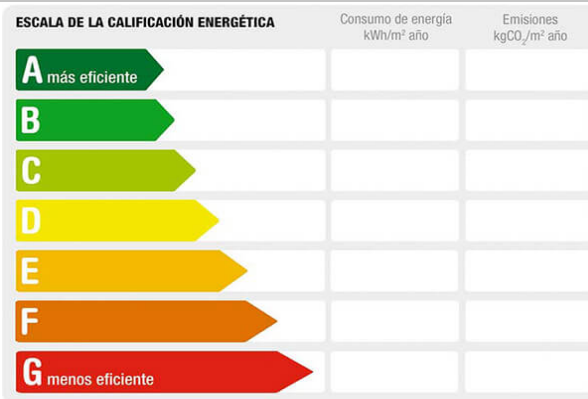 ESCALA DE LA CALIFICACIÓN ENERGÉTICA
Consumo de energía
kWh/m² año
Emisiones
kgCO₂/m² año
A más eficiente
B
C
D
E
F
G menos eficiente